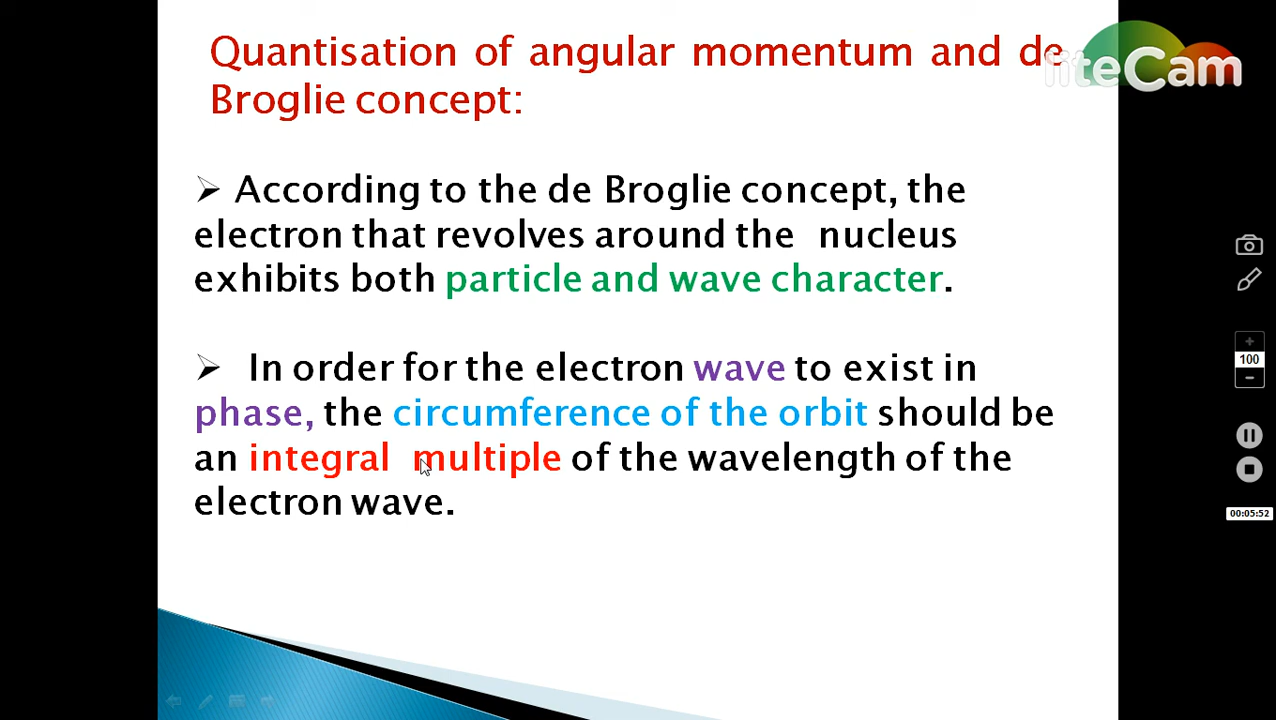 Quantisation of angular momentum and de
liteCam
Broglie concept:
➢ According to the de Broglie concept, the
electron that revolves around the nucleus
exhibits both particle and wave character.
➢ In order for the electron wave to exist in
phase, the circumference of the orbit should be
an integral multiple of the wavelength of the
electron wave.
100
00:05:52